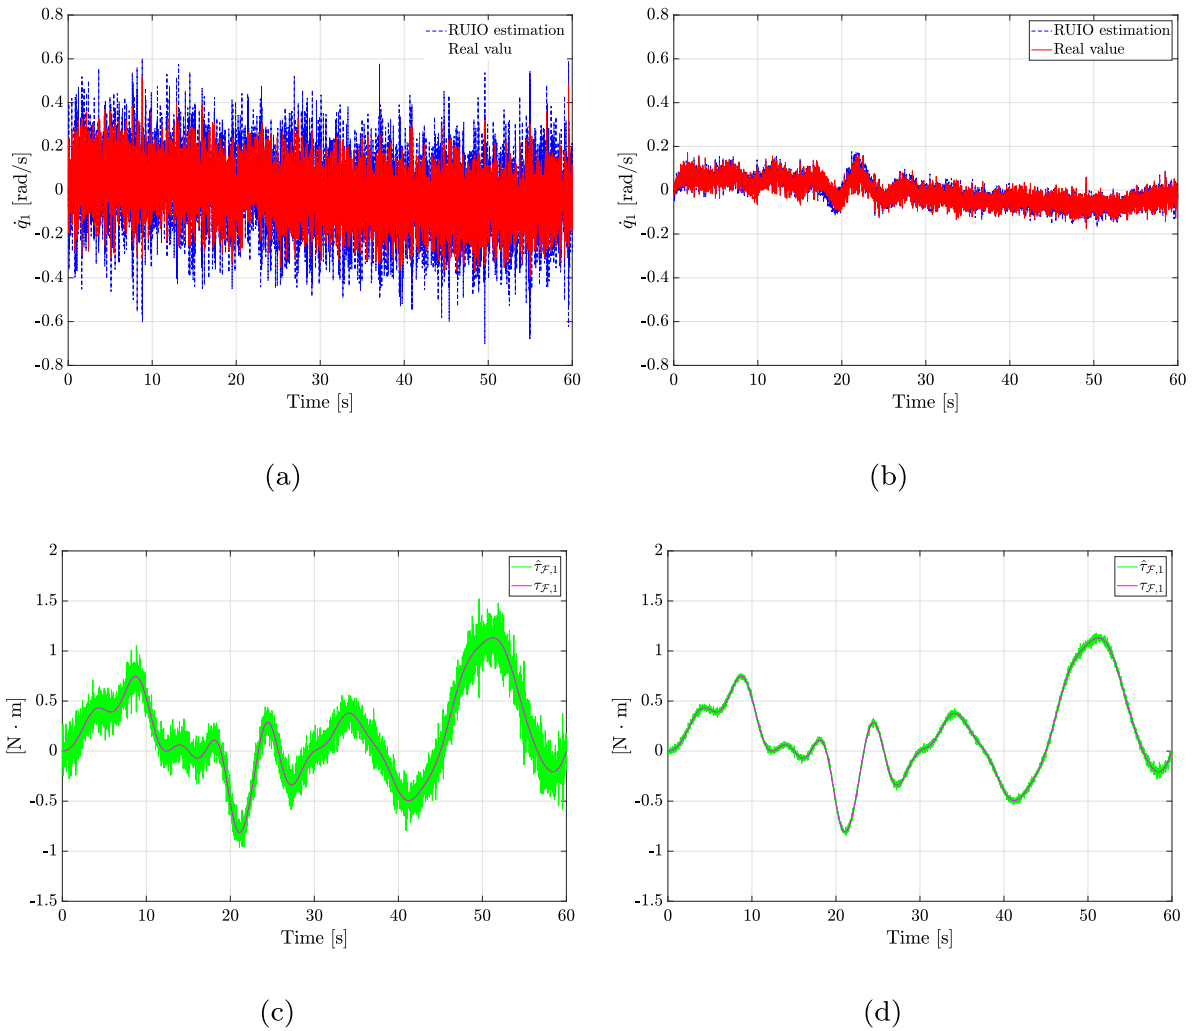 0.8
0.6
0.4
0.2
0
-0.2
-0.4
-0.6
-0.8
q̇₁ [rad/s]
RUIO estimation
Real valu
0 10 20 30 40 50 60
Time [s]
(a)
0.8
0.6
0.4
0.2
0
-0.2
-0.4
-0.6
-0.8
q̇₁ [rad/s]
RUIO estimation
Real value
0 10 20 30 40 50 60
Time [s]
(b)
2
1.5
1
0.5
0
-0.5
-1
-1.5
[N · m]
τ̂_{F,1}
τ_{F,1}
0 10 20 30 40 50 60
Time [s]
(c)
2
1.5
1
0.5
0
-0.5
-1
-1.5
[N · m]
τ̂_{F,1}
τ_{F,1}
0 10 20 30 40 50 60
Time [s]
(d)